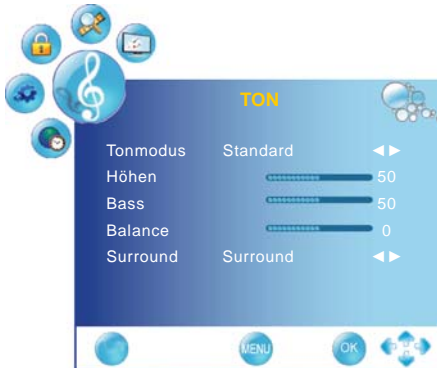 TON
Tonmodus Standard
Höhen 50
Bass 50
Balance 0
Surround Surround
MENU OK